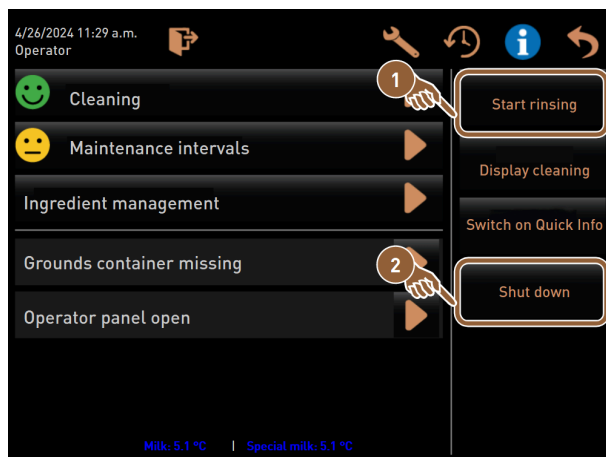 4/26/2024 11:29 a.m.
Operator
Cleaning
1
Start rinsing
Maintenance intervals
Display cleaning
Ingredient management
Switch on Quick Info
Grounds container missing
2
Shut down
Operator panel open
Milk: 5.1 °C | Special milk: 5.1 °C